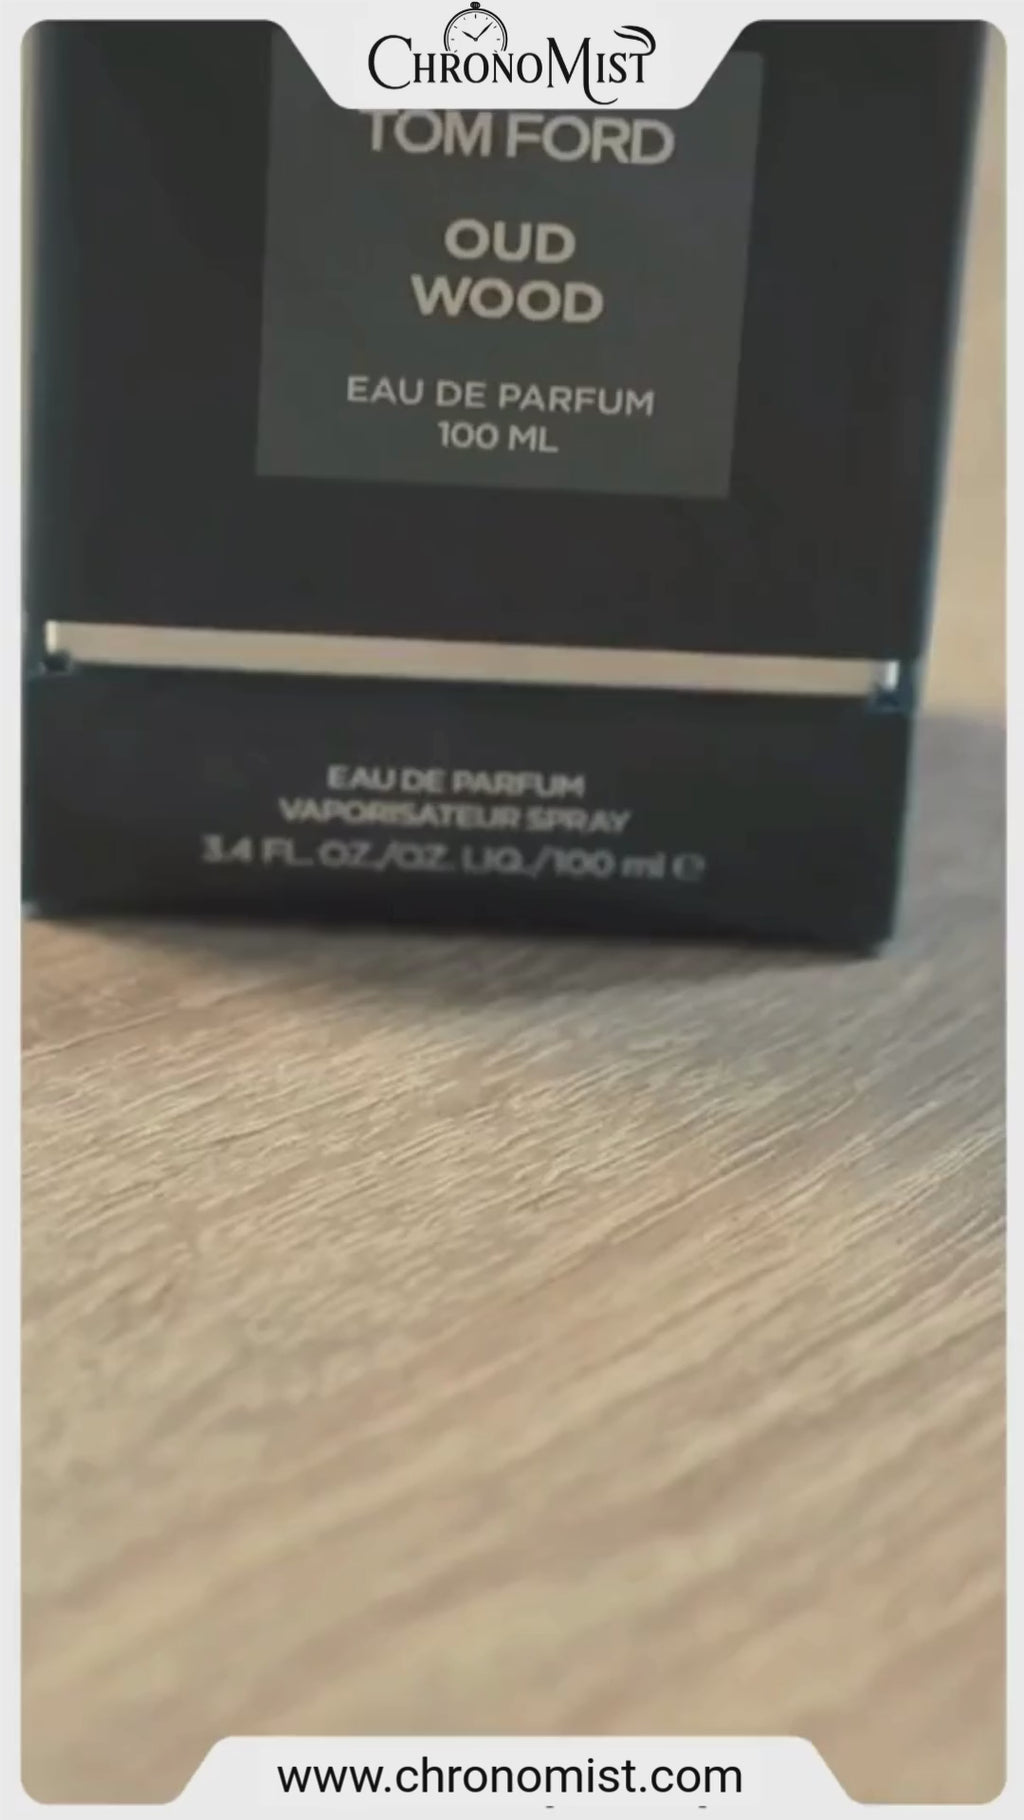 CHRONOMIST
TOM FORD
OUD
WOOD
EAU DE PARFUM
100 ML
EAU DE PARFUM
VAPORISATEUR SPRAY
3.4 FL. OZ./OZ. LIQ./100 ml ℮
www.chronomist.com